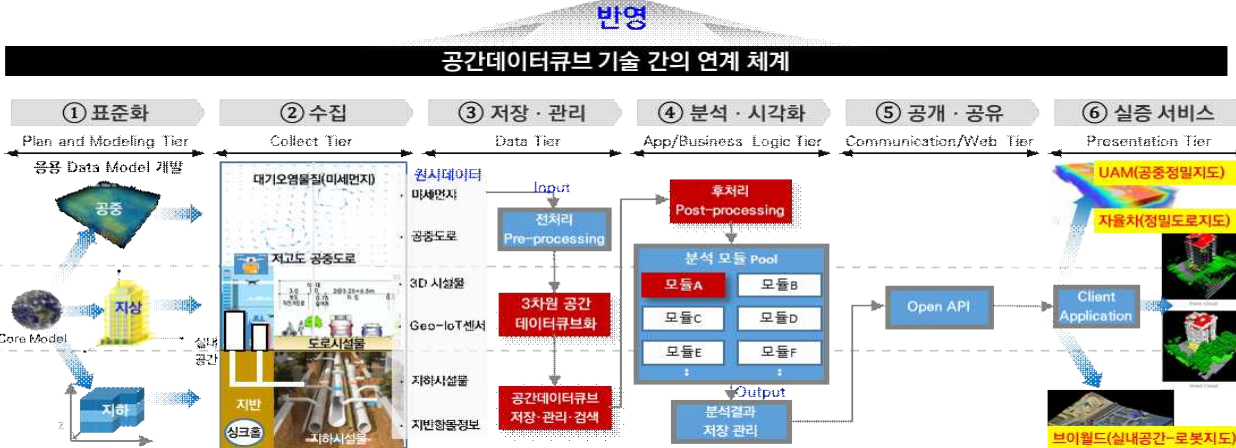 반영
공간데이터큐브 기술 간의 연계 체계
① 표준화
② 수집
③ 저장 · 관리
④ 분석 · 시각화
⑤ 공개 · 공유
⑥ 실증 서비스
Plan and Modeling Tier
Collect Tier
Data Tier
App/Business Logic Tier
Communication/Web Tier
Presentation Tier
응용 Data Model 개발
공중
지상
Core Model
실내
공간
지하
Z
대기오염물질(미세먼지)
저고도 공중도로
도로시설물
지반
싱크홀
지하시설물
원시데이터
미세먼지
공중도로
3D 시설물
Geo-IoT센서
지하시설물
지반항몰정보
Input
전처리
Pre-processing
3차원 공간
데이터큐브화
공간데이터큐브
저장·관리·검색
후처리
Post-processing
분석 모듈 Pool
모듈A
모듈B
모듈C
모듈D
모듈E
모듈F
Output
분석결과
저장 관리
Open API
Client
Application
UAM(공중정밀지도)
자율차(정밀도로지도)
브이월드(실내공간-로봇지도)